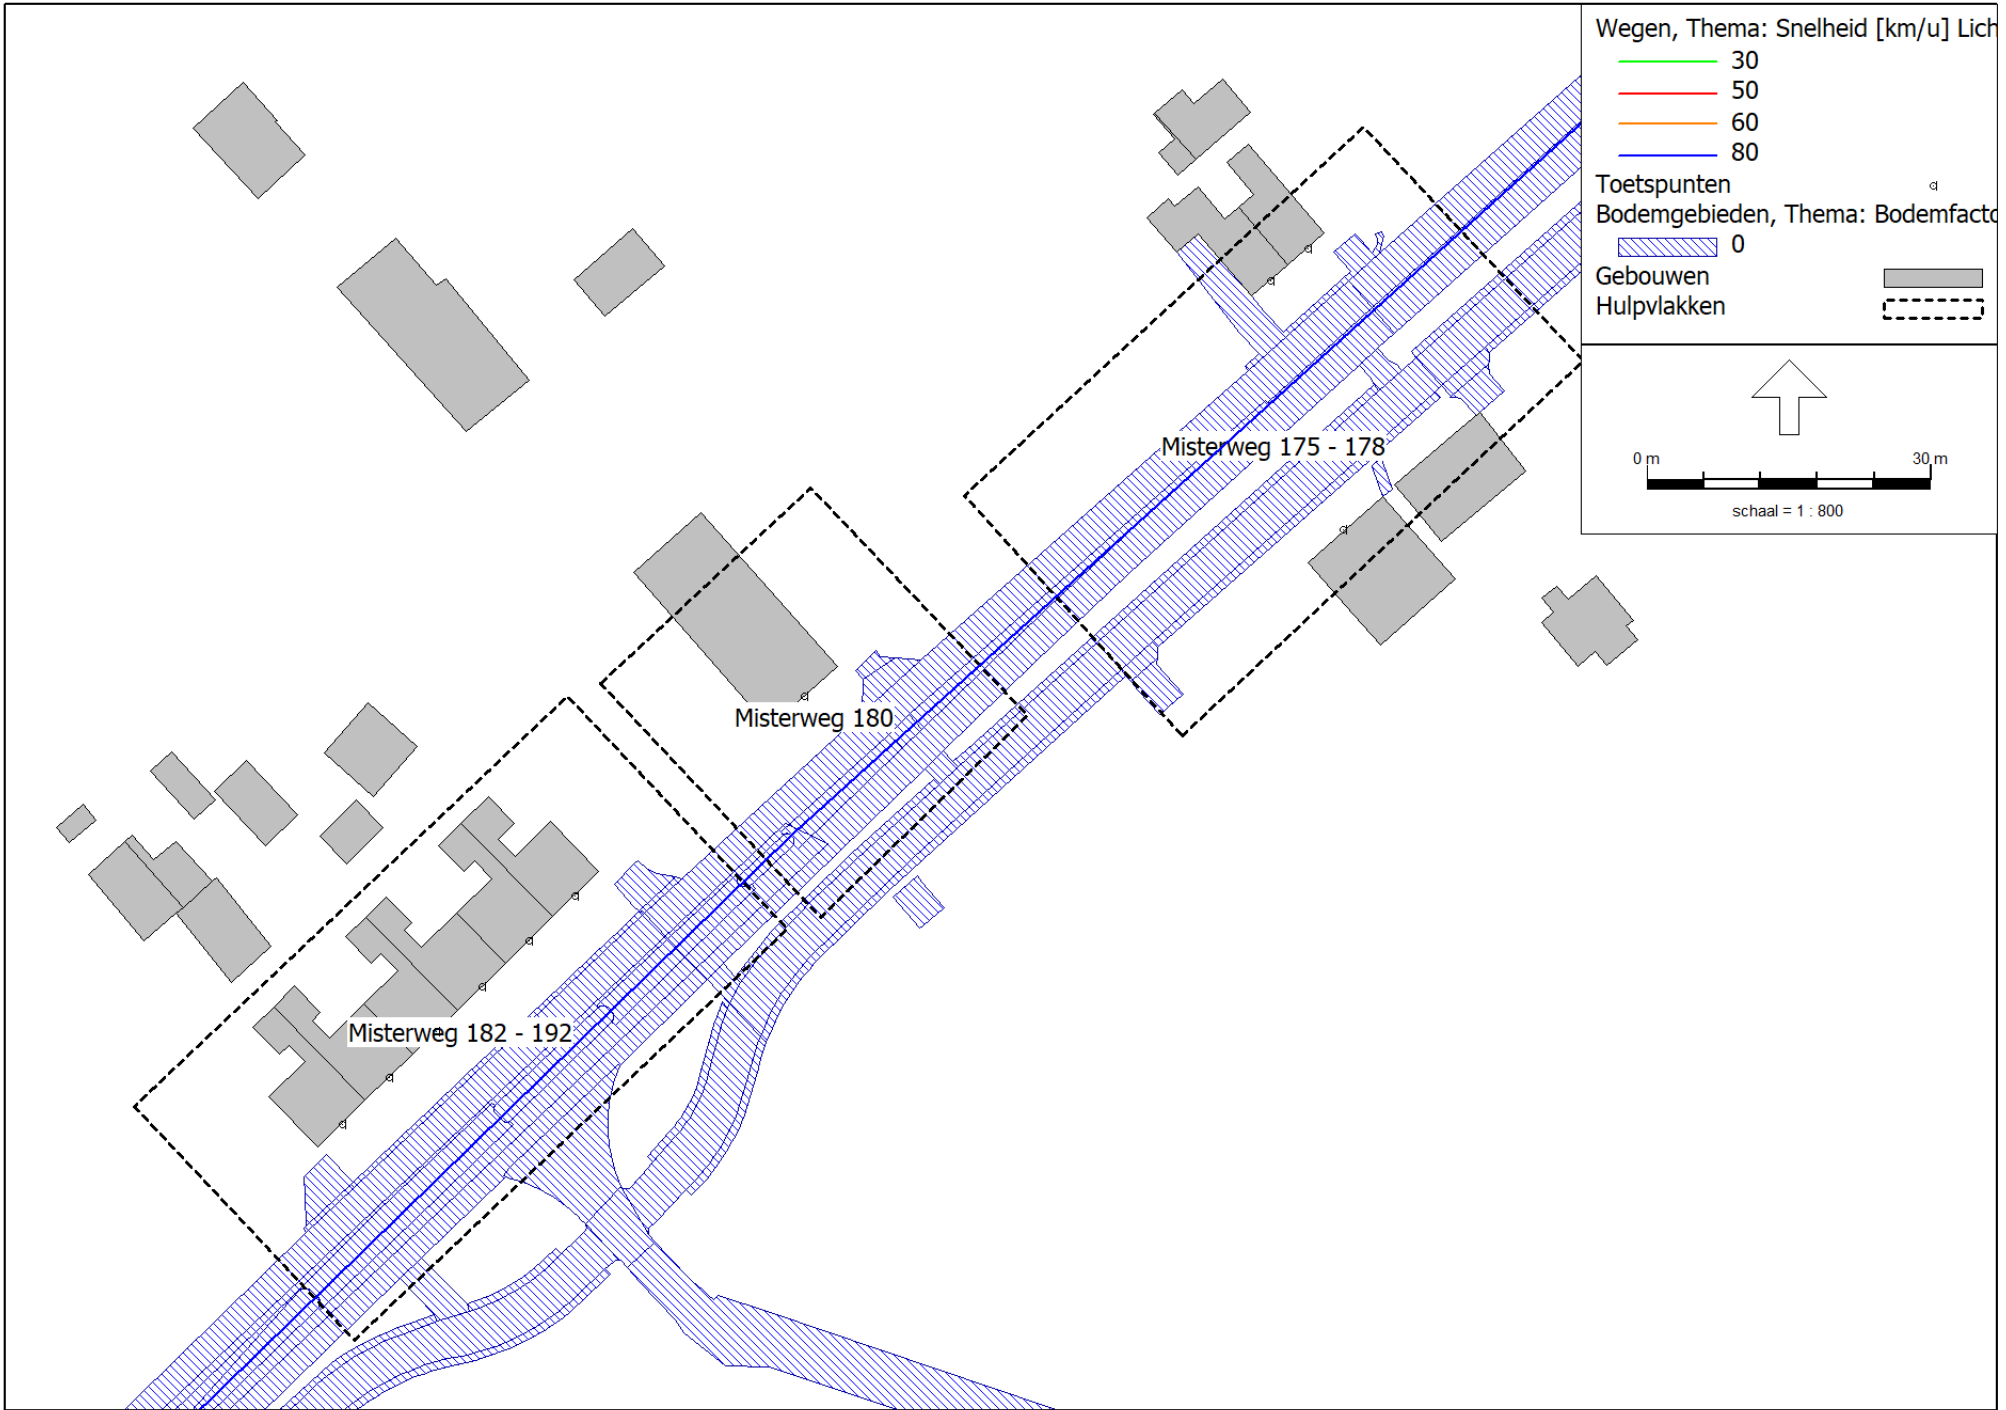 Wegen, Thema: Snelheid [km/u] Lich
30
50
60
80
Toetspunten
Bodemgebieden, Thema: Bodemfacto
0
Gebouwen
Hulpvlakken
0 m 30 m
schaal = 1 : 800
Misterweg 175 - 178
Misterweg 180
Misterweg 182 - 192